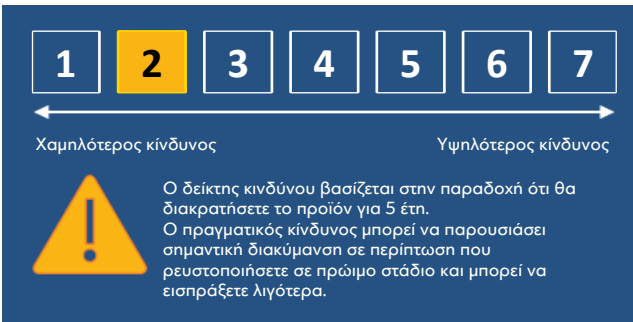 1 2 3 4 5 6 7
Χαμηλότερος κίνδυνος Υψηλότερος κίνδυνος
Ο δείκτης κινδύνου βασίζεται στην παραδοχή ότι θα
διακρατήσετε το προϊόν για 5 έτη.
Ο πραγματικός κίνδυνος μπορεί να παρουσιάσει
σημαντική διακύμανση σε περίπτωση που
ρευστοποιήσετε σε πρώιμο στάδιο και μπορεί να
εισπράξετε λιγότερα.